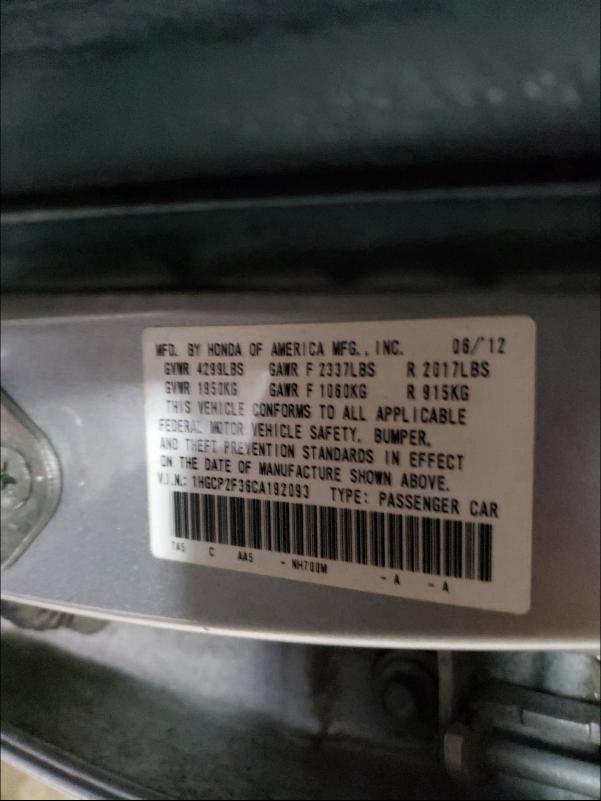 MFD. BY HONDA OF AMERICA MFG., INC. 06/12
GVWR 4299LBS GAWR F 2337LBS R 2017LBS
GVWR 1950KG GAWR F 1060KG R 915KG
THIS VEHICLE CONFORMS TO ALL APPLICABLE
FEDERAL MOTOR VEHICLE SAFETY, BUMPER,
AND THEFT PREVENTION STANDARDS IN EFFECT
ON THE DATE OF MANUFACTURE SHOWN ABOVE.
V.I.N.: 1HGCP2F36CA192093 TYPE: PASSENGER CAR
TA5 C AA5 - NH700M - A - A